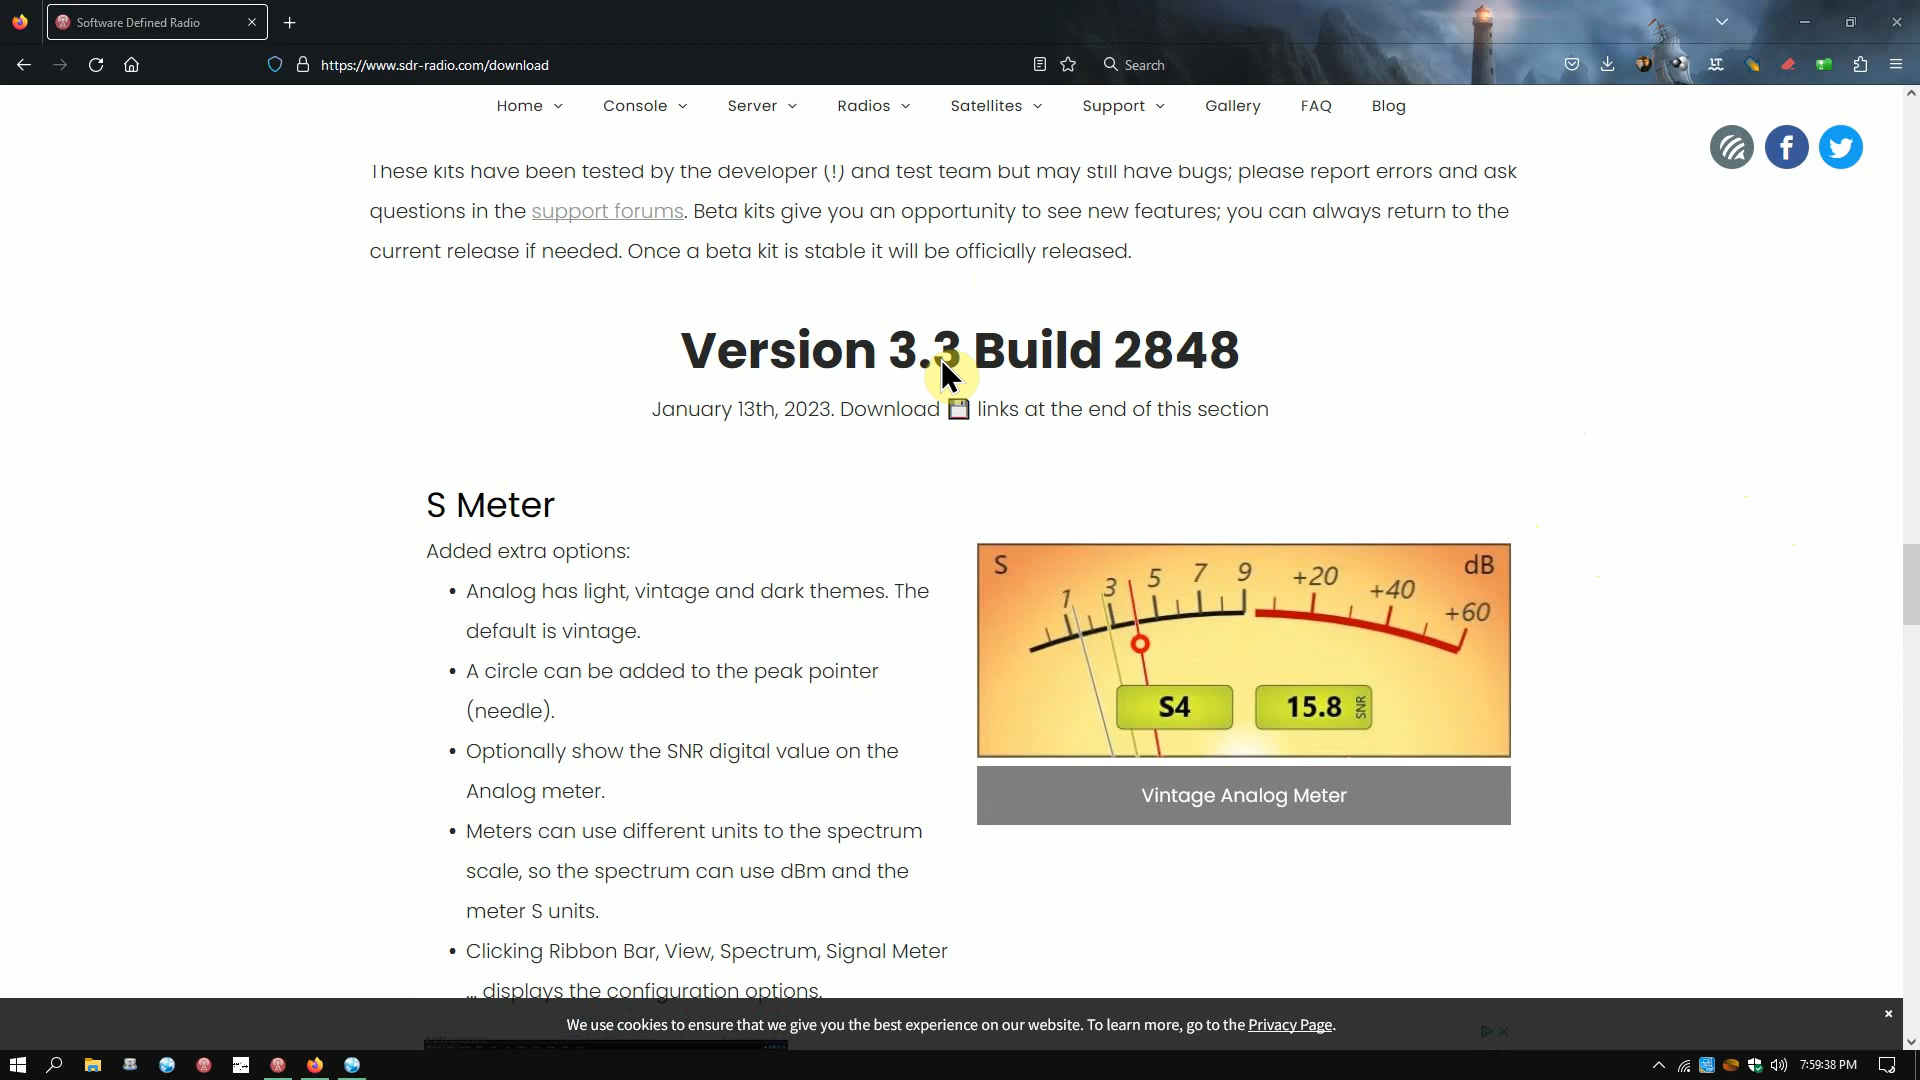 Software Defined Radio
https://www.sdr-radio.com/download
Search
Home
Console
Server
Radios
Satellites
Support
Gallery
FAQ
Blog
These kits have been tested by the developer (!) and test team but may still have bugs; please report errors and ask
questions in the support forums. Beta kits give you an opportunity to see new features; you can always return to the
current release if needed. Once a beta kit is stable it will be officially released.
Version 3.3 Build 2848
January 13th, 2023. Download 💾 links at the end of this section
S Meter
Added extra options:
• Analog has light, vintage and dark themes. The
default is vintage.
• A circle can be added to the peak pointer
(needle).
• Optionally show the SNR digital value on the
Analog meter.
• Meters can use different units to the spectrum
scale, so the spectrum can use dBm and the
meter S units.
• Clicking Ribbon Bar, View, Spectrum, Signal Meter
... displays the configuration options.
S
1
3
5
7
9
+20
+40
+60
dB
S4
15.8 SNR
Vintage Analog Meter
We use cookies to ensure that we give you the best experience on our website. To learn more, go to the Privacy Page.
7:59:38 PM